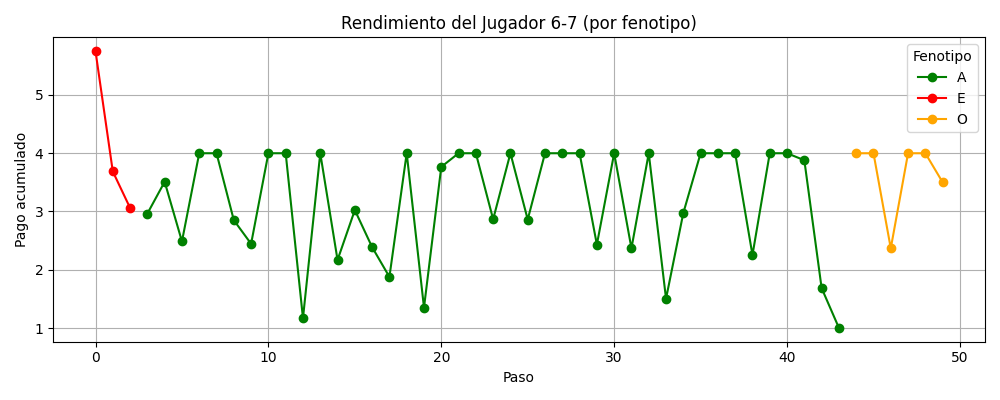 Rendimiento del Jugador 6-7 (por fenotipo)
Pago acumulado
5
4
3
2
1
0
10
20
30
40
50
Paso
Fenotipo
A
E
O